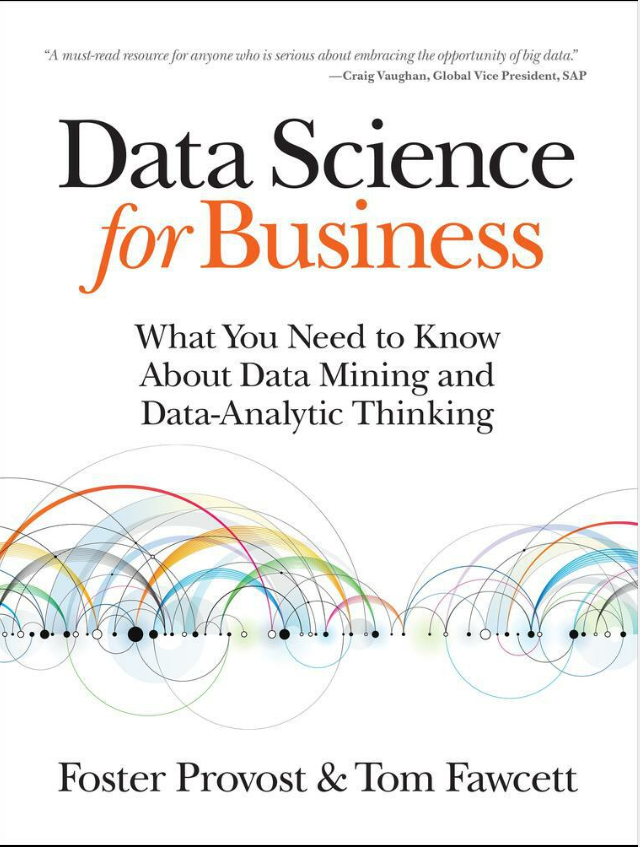 “A must-read resource for anyone who is serious about embracing the opportunity of big data.”
—Craig Vaughan, Global Vice President, SAP
Data Science
for Business
What You Need to Know
About Data Mining and
Data-Analytic Thinking
Foster Provost & Tom Fawcett